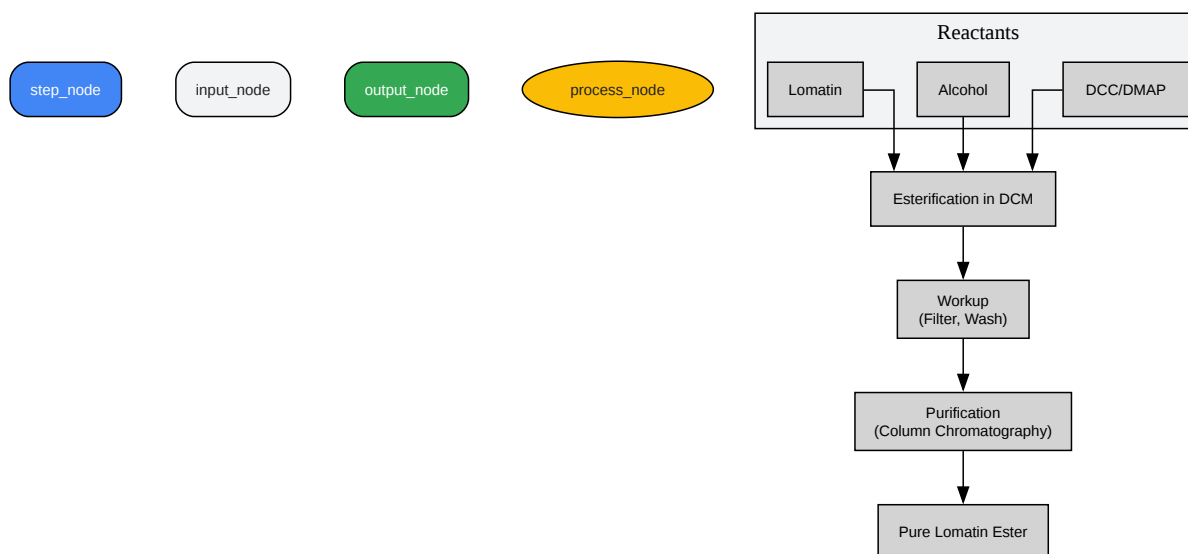 Reactants
step_node
input_node
output_node
process_node
Lomatin
Alcohol
DCC/DMAP
Esterification in DCM
Workup
(Filter, Wash)
Purification
(Column Chromatography)
Pure Lomatin Ester